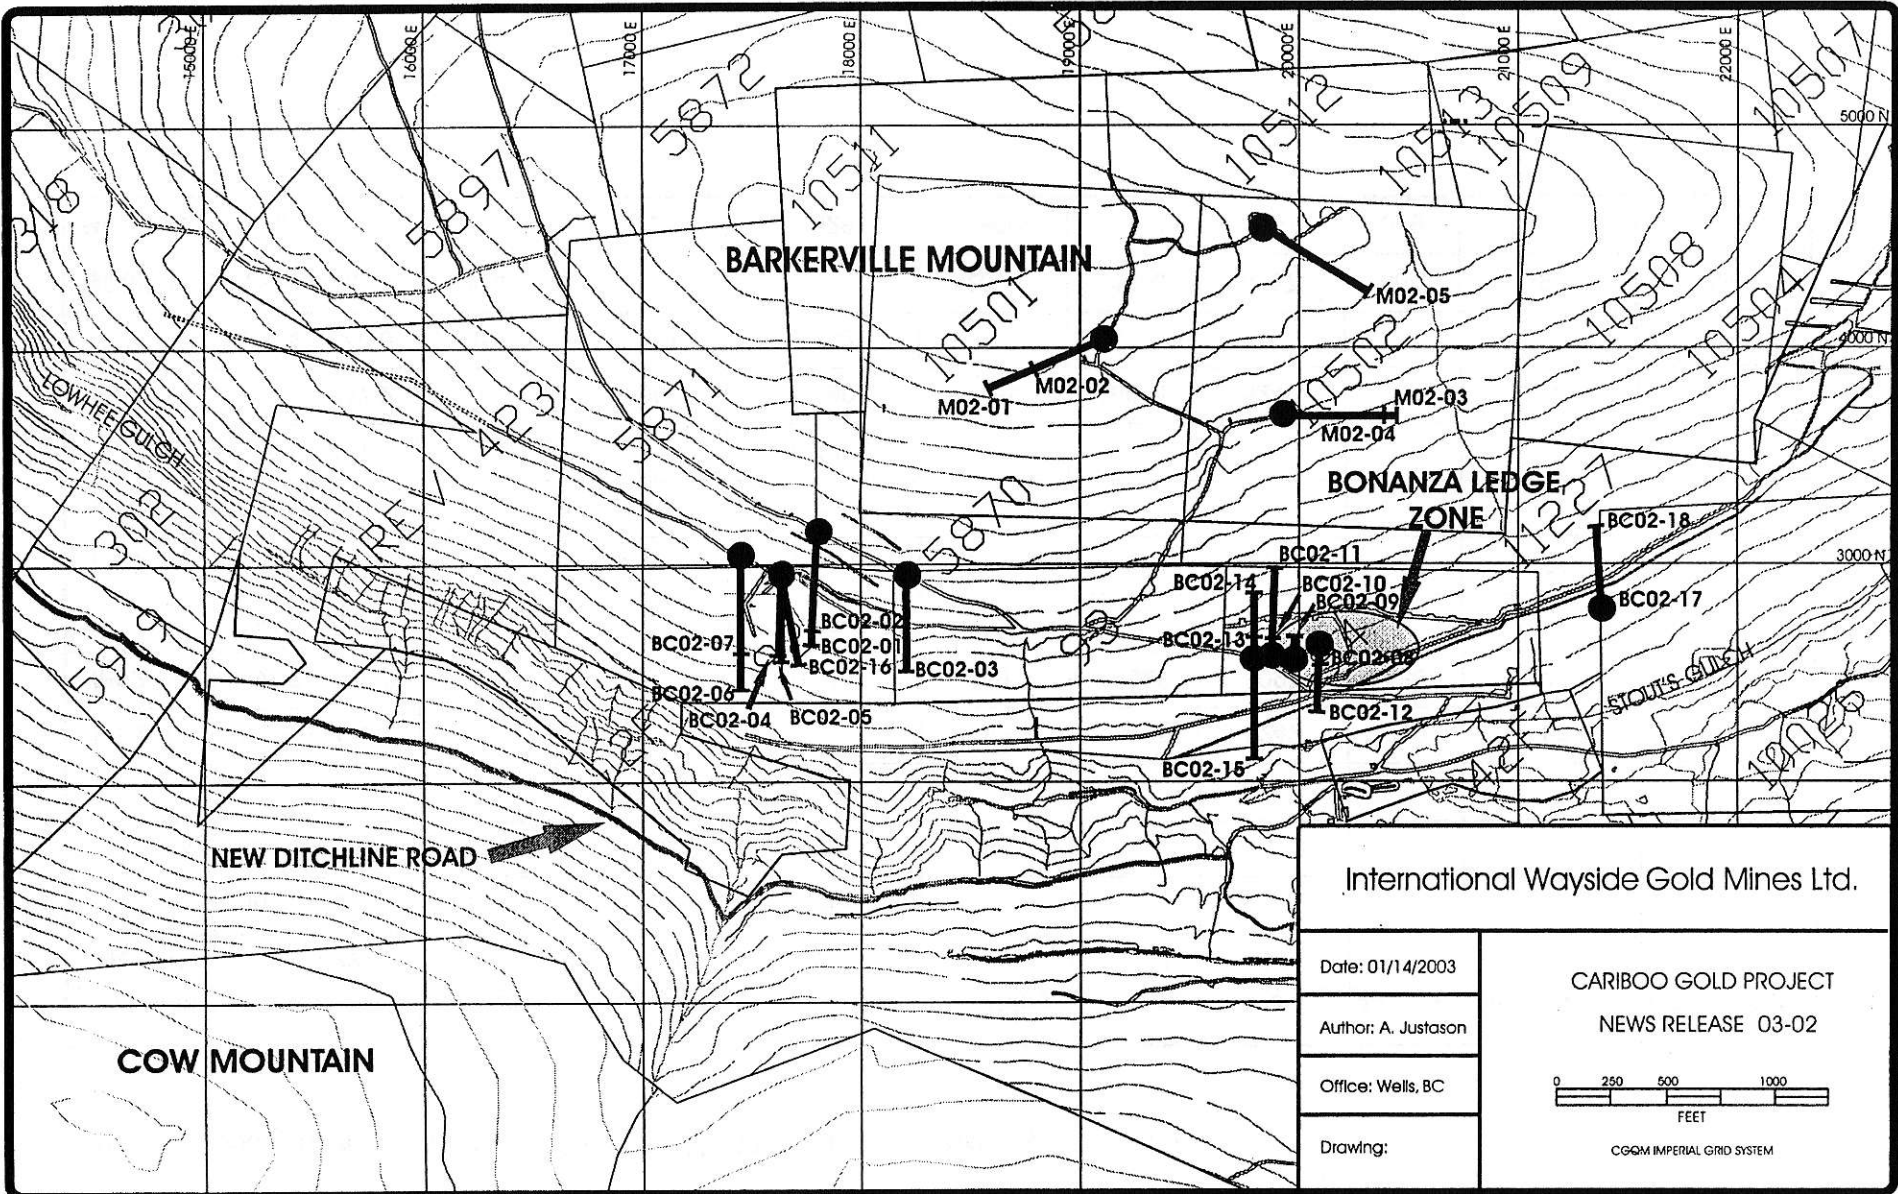 15000 E
16000 E
17000 E
18000 E
19000 E
20000 E
21000 E
22000 E
5872
10511
10512
10513
10509
10507
5000 N
318
5897
BARKERVILLE MOUNTAIN
10508
10504
M02-05
10501
10502
4000 N
LOWHEE GULCH
423
5871
M02-02
M02-01
M02-03
M02-04
BONANZA LEDGE
ZONE
302
5870
11227
BC02-18
3000 N
BC02-11
BC02-14
BC02-10
BC02-09
BC02-17
BC02-02
BC02-07
BC02-01
BC02-13
BC02-16
BC02-03
BC02-08
BC02-06
BC02-04
BC02-05
BC02-12
STOUT'S GULCH
BC02-15
NEW DITCHLINE ROAD
COW MOUNTAIN
International Wayside Gold Mines Ltd.
Date: 01/14/2003
Author: A. Justason
Office: Wells, BC
Drawing:
CARIBOO GOLD PROJECT
NEWS RELEASE 03-02
0 250 500 1000
FEET
CGQM IMPERIAL GRID SYSTEM